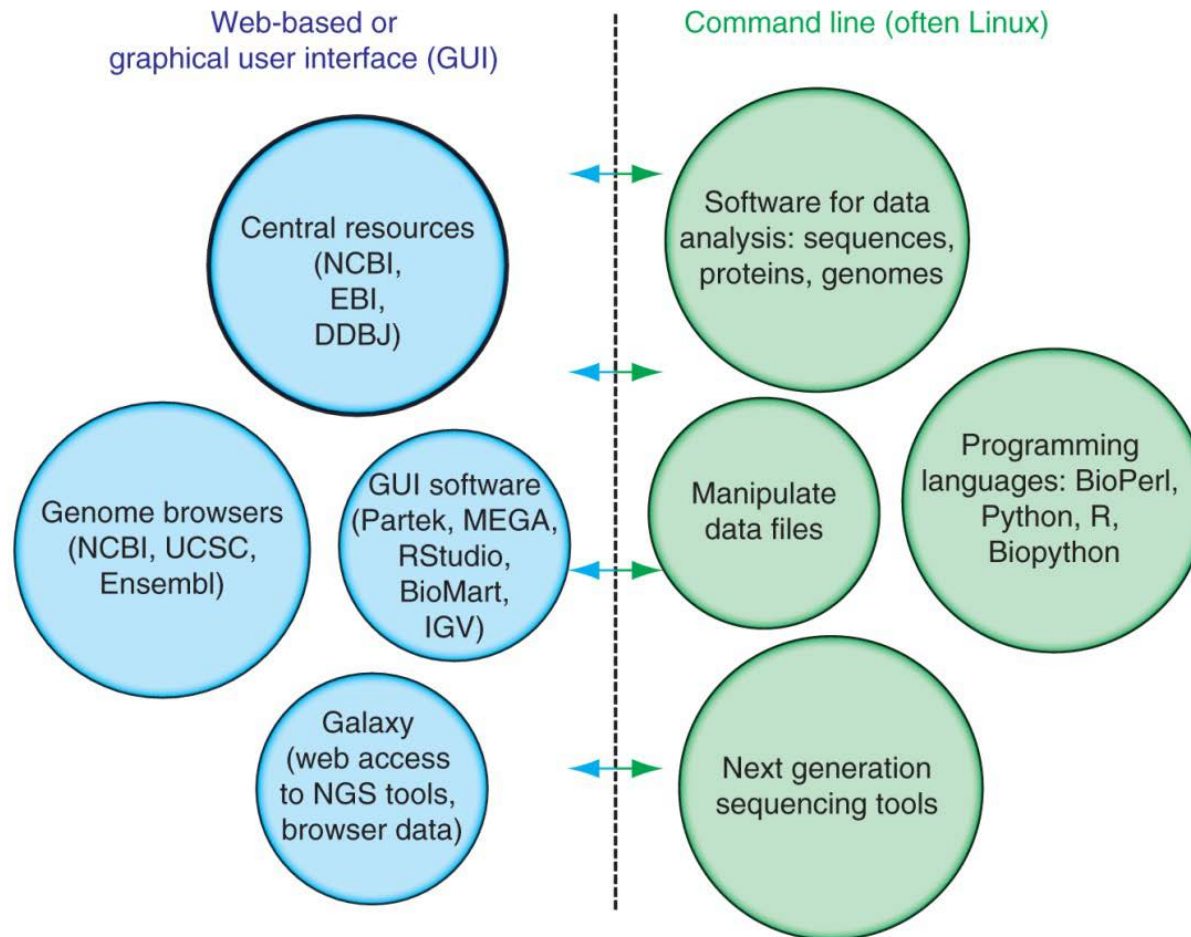 Web-based or
graphical user interface (GUI)
Command line (often Linux)
Central resources
(NCBI,
EBI,
DDBJ)
Genome browsers
(NCBI, UCSC,
Ensembl)
GUI software
(Partek, MEGA,
RStudio,
BioMart,
IGV)
Galaxy
(web access
to NGS tools,
browser data)
Software for data
analysis: sequences,
proteins, genomes
Manipulate
data files
Programming
languages: BioPerl,
Python, R,
Biopython
Next generation
sequencing tools